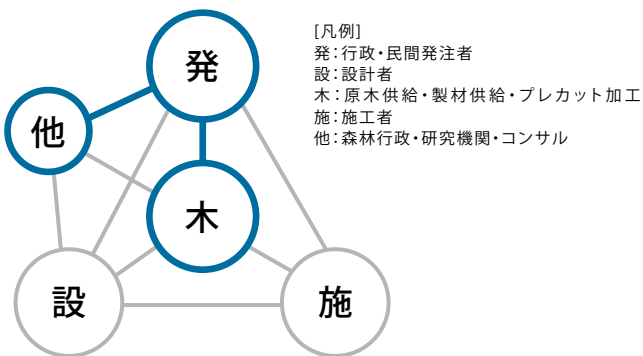 発
他
木
設
施
[凡例]
発:行政・民間発注者
設:設計者
木:原木供給・製材供給・プレカット加工
施:施工者
他:森林行政・研究機関・コンサル